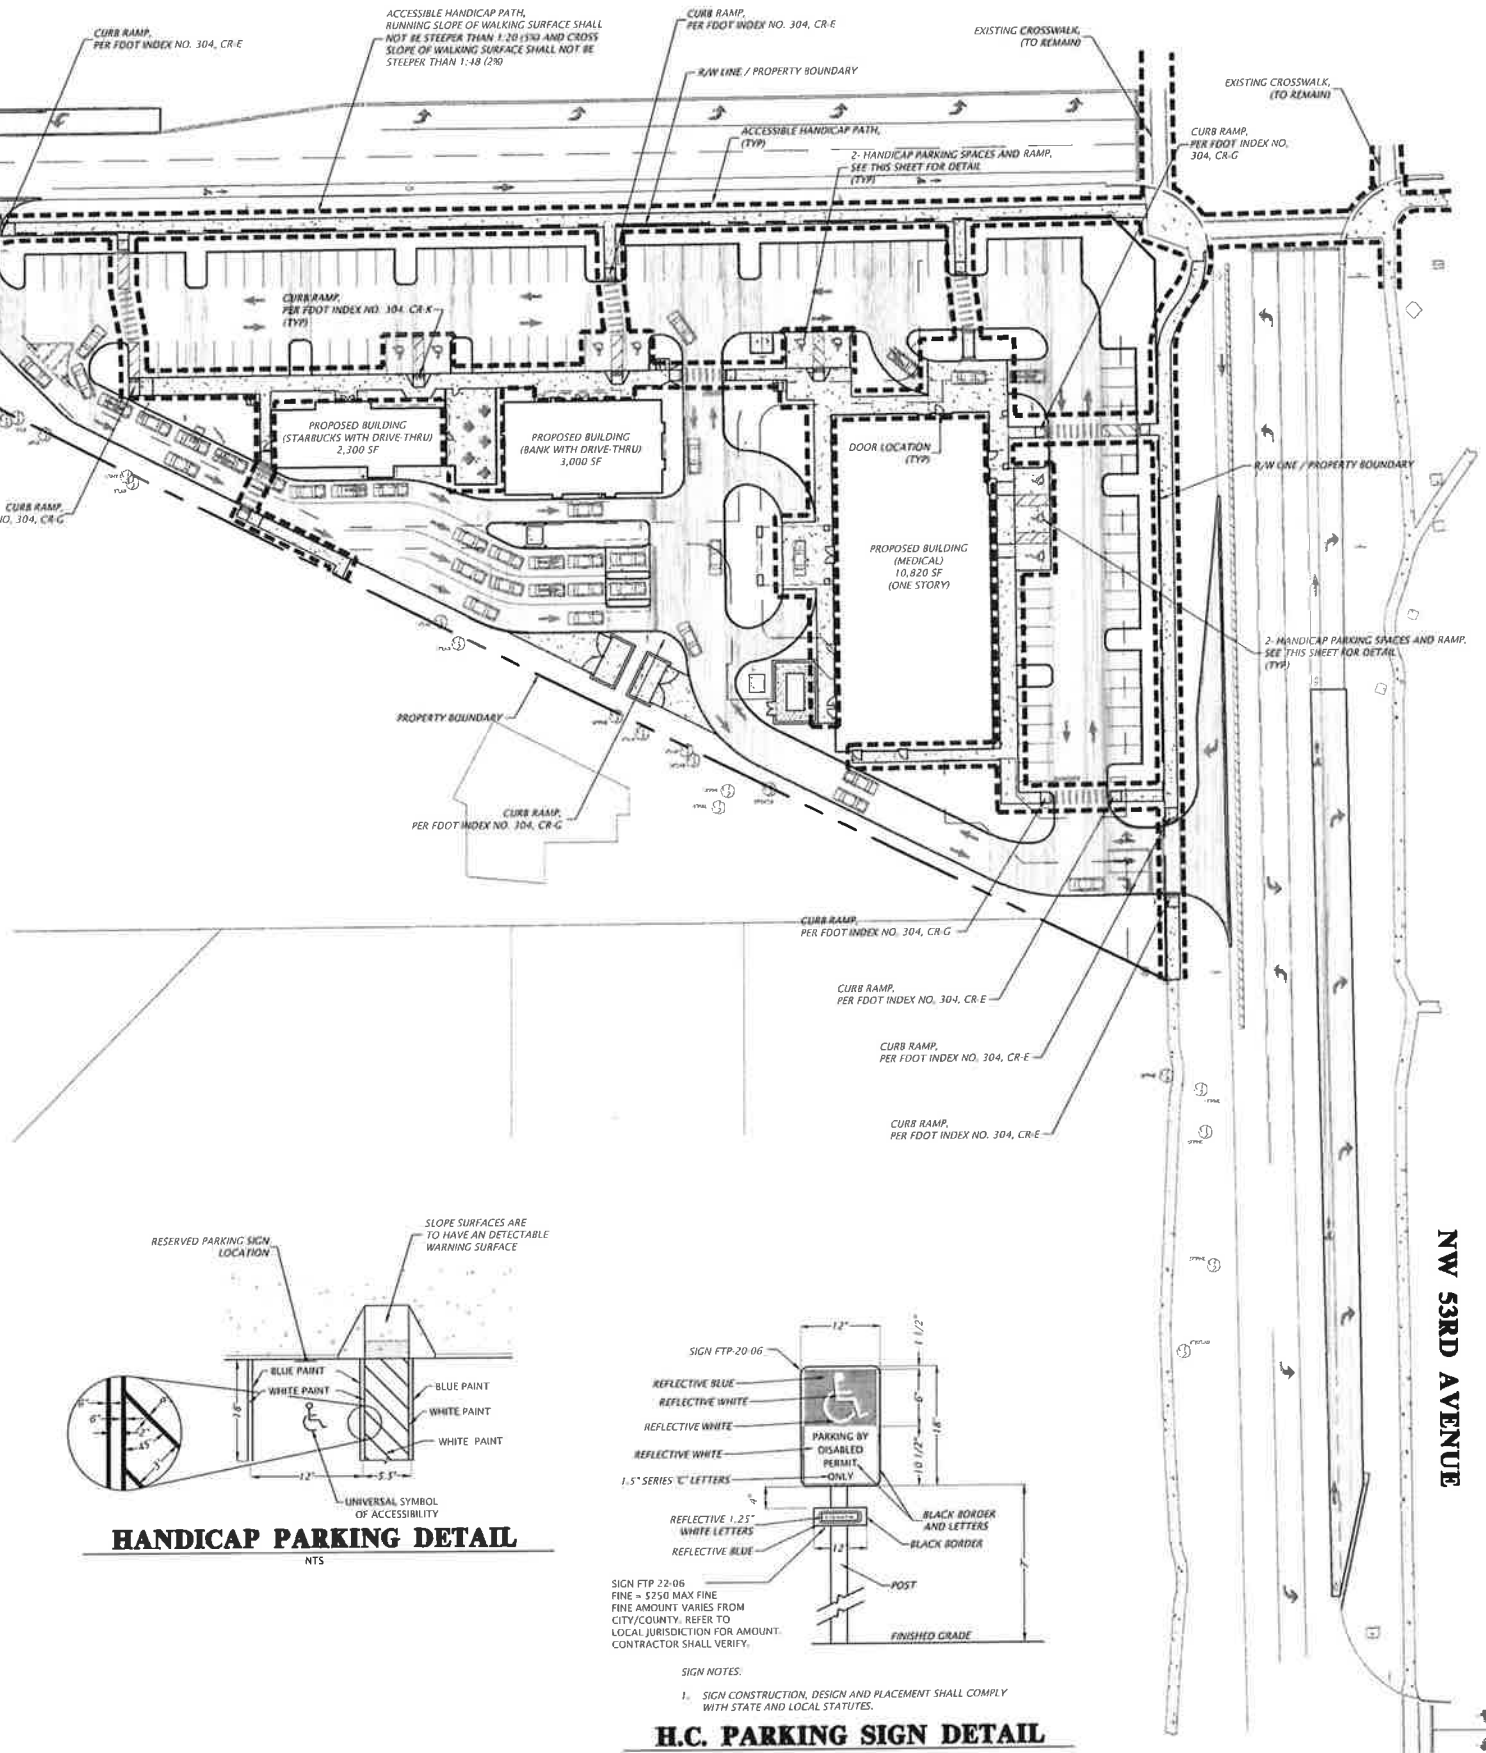 CURB RAMP,
PER FDOT INDEX NO. 304, CR-E
ACCESSIBLE HANDICAP PATH,
RUNNING SLOPE OF WALKING SURFACE SHALL
NOT BE STEEPER THAN 1:20 (5%) AND CROSS
SLOPE OF WALKING SURFACE SHALL NOT BE
STEEPER THAN 1:48 (2%)
CURB RAMP,
PER FDOT INDEX NO. 304, CR-E
R/W LINE / PROPERTY BOUNDARY
EXISTING CROSSWALK,
(TO REMAIN)
EXISTING CROSSWALK,
(TO REMAIN)
ACCESSIBLE HANDICAP PATH,
(TYP)
2- HANDICAP PARKING SPACES AND RAMP,
SEE THIS SHEET FOR DETAIL
(TYP)
CURB RAMP,
PER FDOT INDEX NO.
304, CR-G
CURB RAMP,
PER FDOT INDEX NO. 304, CR-K
(TYP)
PROPOSED BUILDING
(STARBUCKS WITH DRIVE-THRU)
2,300 SF
PROPOSED BUILDING
(BANK WITH DRIVE-THRU)
3,000 SF
DOOR LOCATION
(TYP)
R/W LINE / PROPERTY BOUNDARY
CURB RAMP,
NO. 304, CR-G
PROPOSED BUILDING
(MEDICAL)
10,820 SF
(ONE STORY)
2- HANDICAP PARKING SPACES AND RAMP,
SEE THIS SHEET FOR DETAIL
(TYP)
PROPERTY BOUNDARY
CURB RAMP,
PER FDOT INDEX NO. 304, CR-G
CURB RAMP,
PER FDOT INDEX NO. 304, CR-G
CURB RAMP,
PER FDOT INDEX NO. 304, CR-E
CURB RAMP,
PER FDOT INDEX NO. 304, CR-E
CURB RAMP,
PER FDOT INDEX NO. 304, CR-E
NW 53RD AVENUE
RESERVED PARKING SIGN
LOCATION
SLOPE SURFACES ARE
TO HAVE AN DETECTABLE
WARNING SURFACE
BLUE PAINT
WHITE PAINT
BLUE PAINT
WHITE PAINT
WHITE PAINT
6"
45°
3'
18'
12'
5.5'
UNIVERSAL SYMBOL
OF ACCESSIBILITY
HANDICAP PARKING DETAIL
NTS
12"
1 1/2"
SIGN FTP-20-06
REFLECTIVE BLUE
REFLECTIVE WHITE
REFLECTIVE WHITE
REFLECTIVE WHITE
1.5" SERIES 'C' LETTERS
PARKING BY
DISABLED
PERMIT
ONLY
6"
18"
10 1/2"
4"
REFLECTIVE 1.25"
WHITE LETTERS
REFLECTIVE BLUE
12"
BLACK BORDER
AND LETTERS
BLACK BORDER
SIGN FTP 22-06
FINE = $250 MAX FINE
FINE AMOUNT VARIES FROM
CITY/COUNTY. REFER TO
LOCAL JURISDICTION FOR AMOUNT.
CONTRACTOR SHALL VERIFY.
POST
7'
FINISHED GRADE
SIGN NOTES:
1. SIGN CONSTRUCTION, DESIGN AND PLACEMENT SHALL COMPLY
WITH STATE AND LOCAL STATUTES.
H.C. PARKING SIGN DETAIL